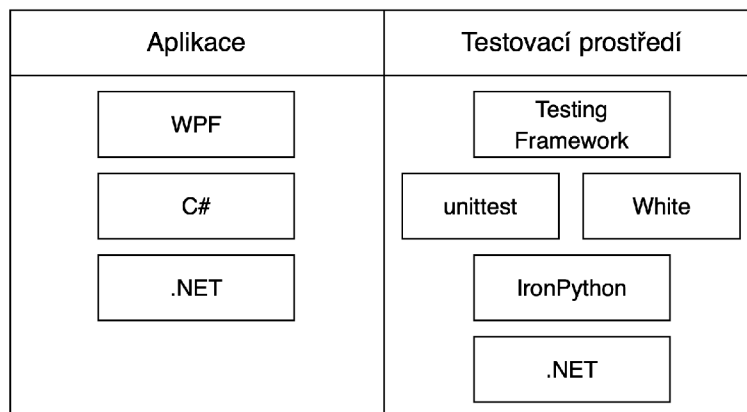 Aplikace
Testovací prostředí
WPF
Testing
Framework
C#
unittest
White
.NET
IronPython
.NET